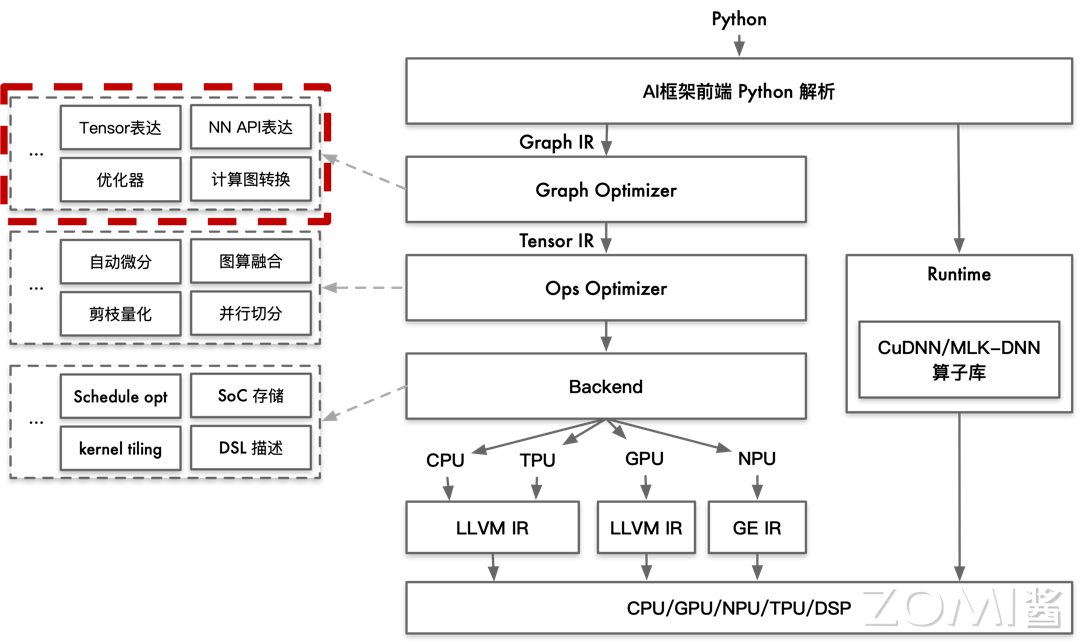 Python
AI框架前端 Python 解析
Graph IR
Graph Optimizer
Tensor IR
Ops Optimizer
Backend
CPU
TPU
GPU
NPU
LLVM IR
LLVM IR
GE IR
CPU/GPU/NPU/TPU/DSP
Runtime
CuDNN/MLK-DNN
算子库
...
Tensor表达
NN API表达
优化器
计算图转换
...
自动微分
图算融合
剪枝量化
并行切分
...
Schedule opt
SoC 存储
kernel tiling
DSL 描述
ZOMI酱